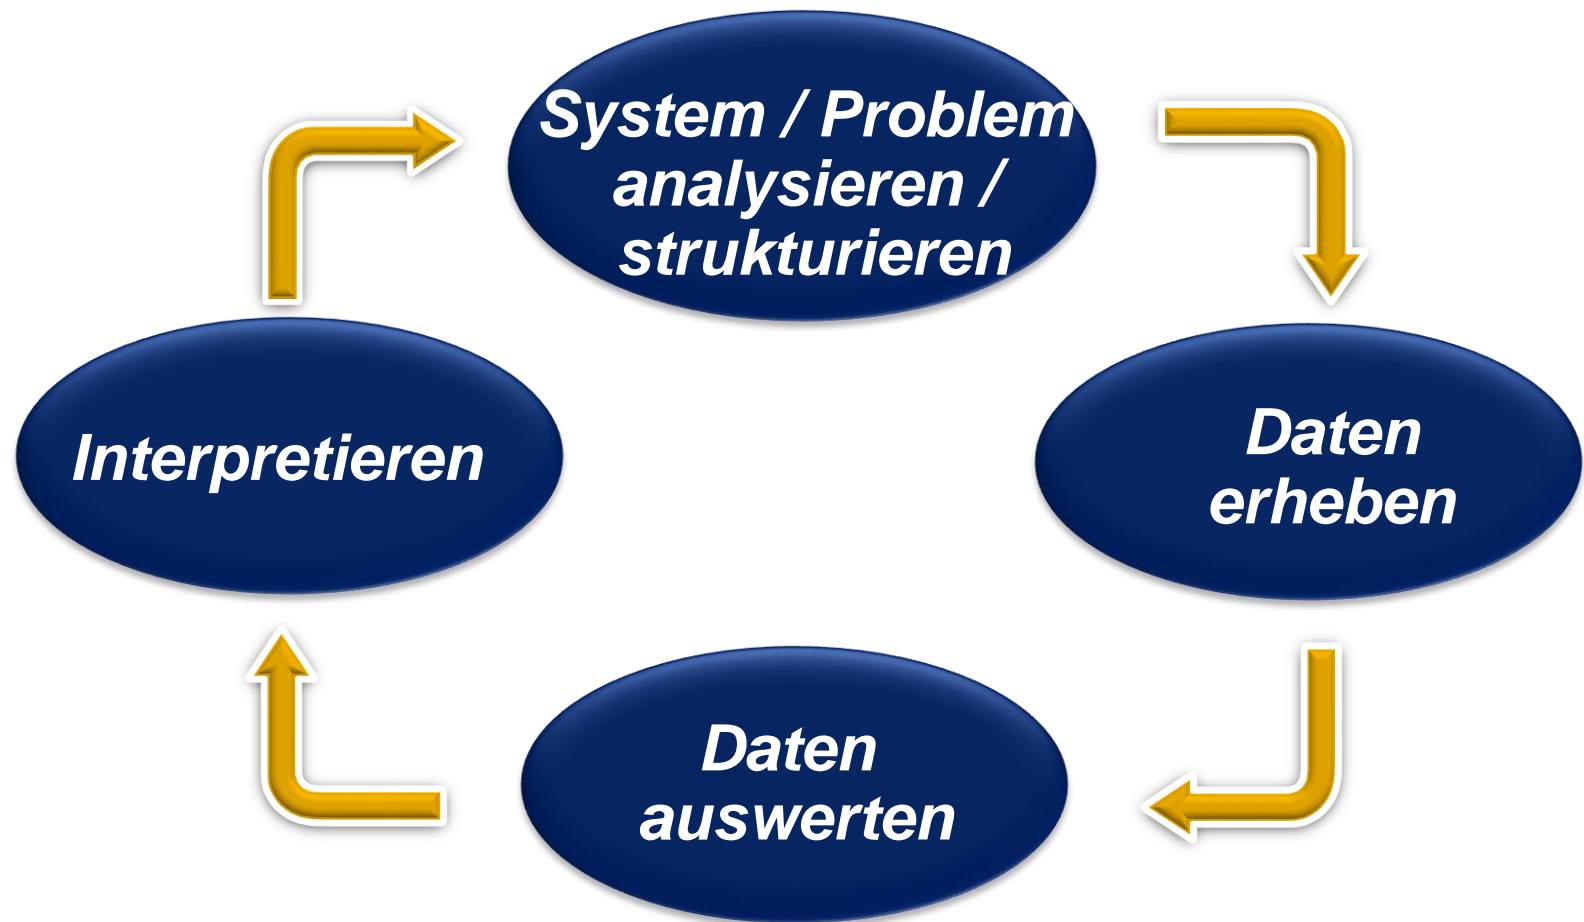 System / Problem
analysieren /
strukturieren
Daten
erheben
Daten
auswerten
Interpretieren